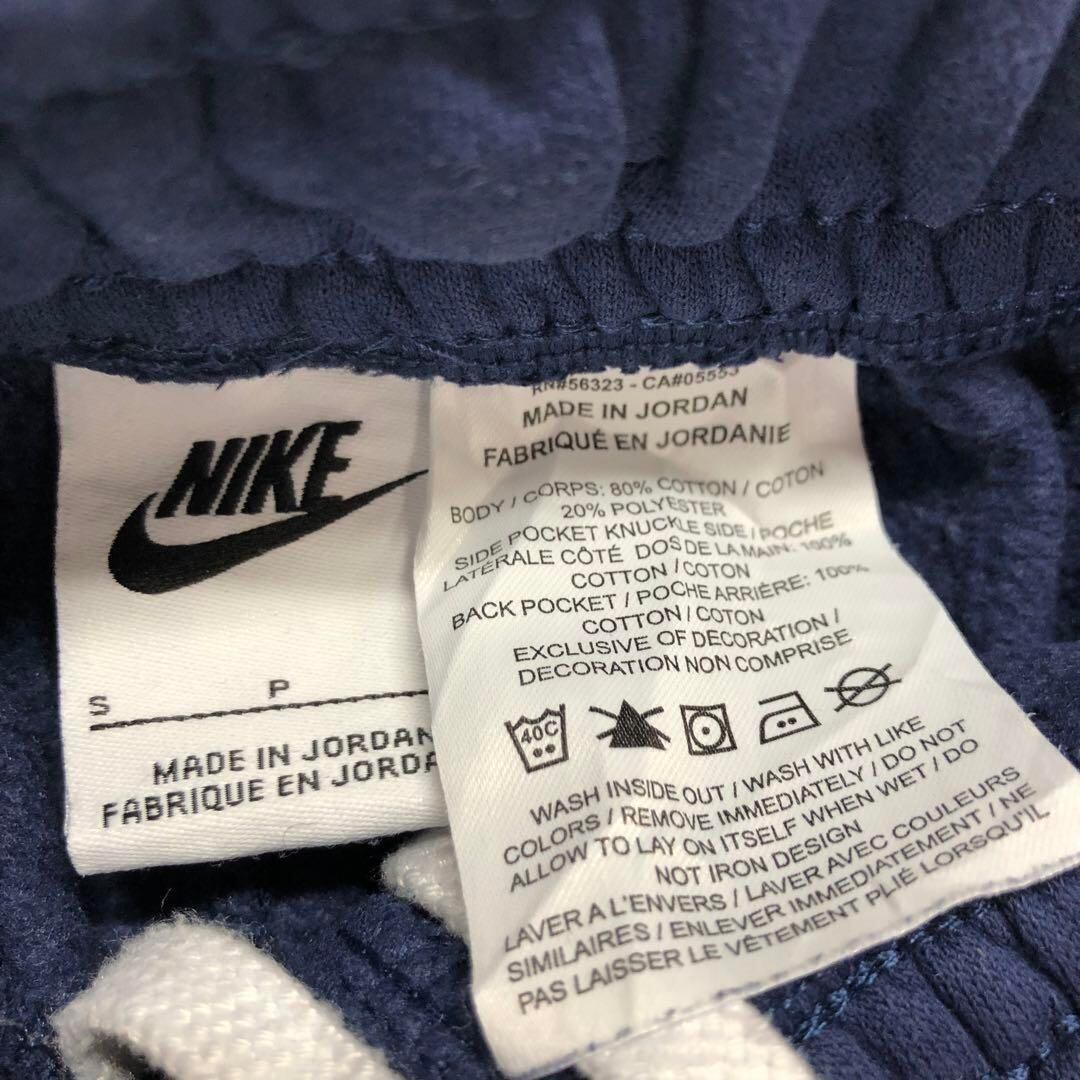 NIKE
S P
MADE IN JORDAN
FABRIQUE EN JORDA
RN#56323 - CA#05553
MADE IN JORDAN
FABRIQUÉ EN JORDANIE
BODY / CORPS: 80% COTTON / COTON
20% POLYESTER
SIDE POCKET KNUCKLE SIDE / POCHE
LATÉRALE CÔTÉ DOS DE LA MAIN: 100%
COTTON / COTON
BACK POCKET / POCHE ARRIÈRE: 100%
COTTON / COTON
EXCLUSIVE OF DECORATION /
DECORATION NON COMPRISE
40C
WASH INSIDE OUT / WASH WITH LIKE
COLORS / REMOVE IMMEDIATELY / DO NOT
ALLOW TO LAY ON ITSELF WHEN WET / DO
NOT IRON DESIGN
LAVER A L'ENVERS / LAVER AVEC COULEURS
SIMILAIRES / ENLEVER IMMEDIATEMENT / NE
PAS LAISSER LE VÊTEMENT PLIÉ LORSQU'IL